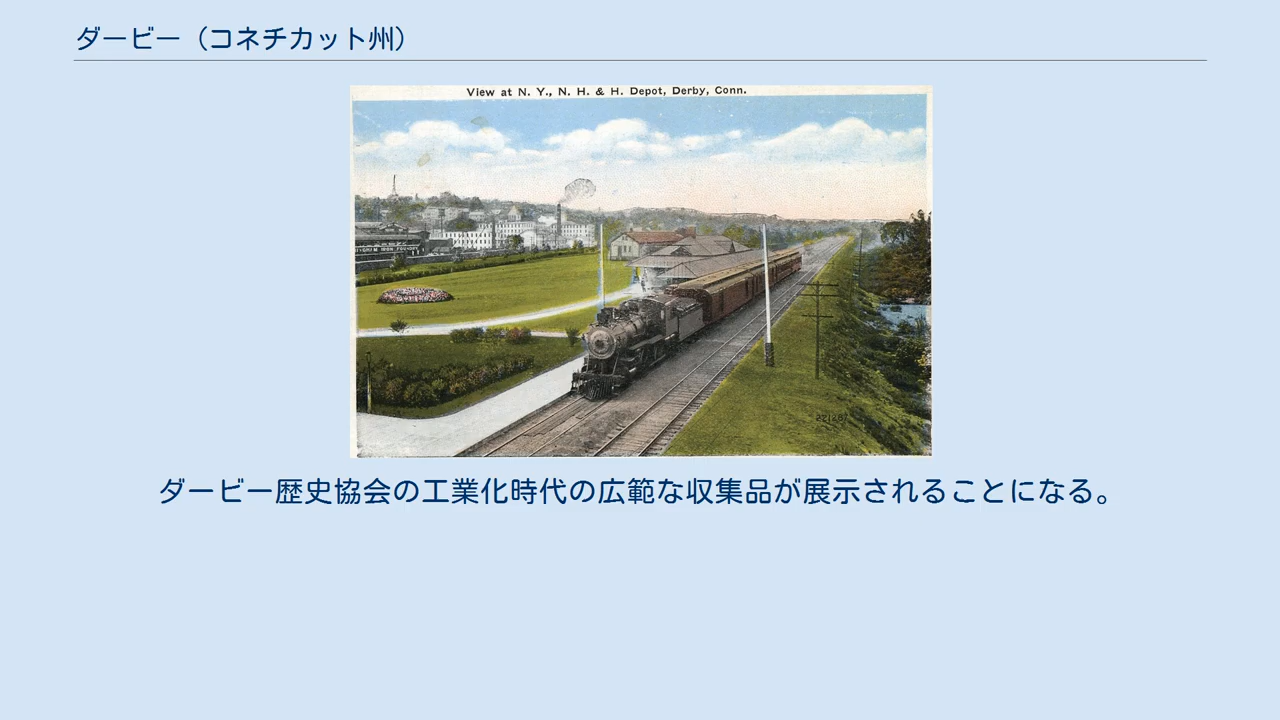 ダービー（コネチカット州）
View at N. Y., N. H. & H. Depot, Derby, Conn.
221287
ダービー歴史協会の工業化時代の広範な収集品が展示されることになる。